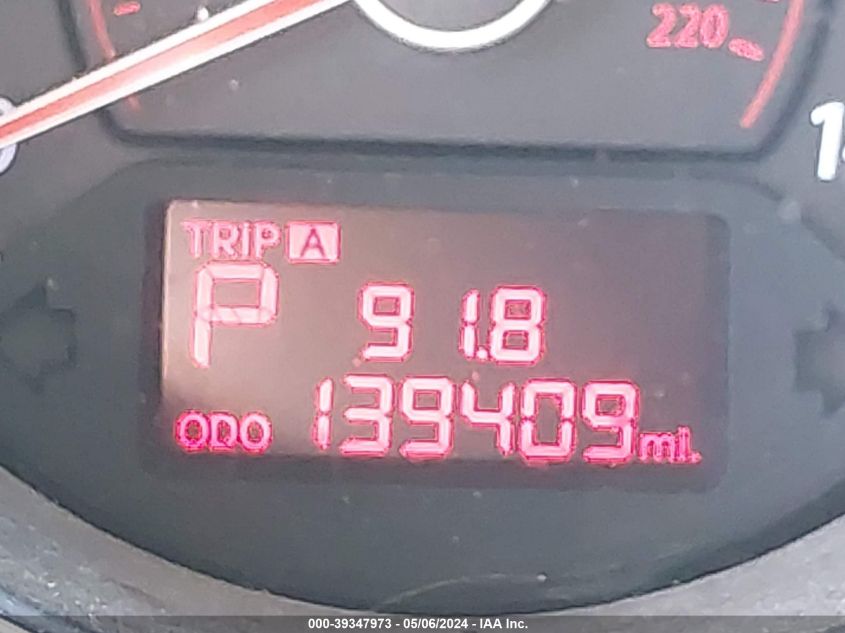 220
TRIP A
P 91.8
ODO 139409 mi.
000-39347973 - 05/06/2024 - IAA Inc.